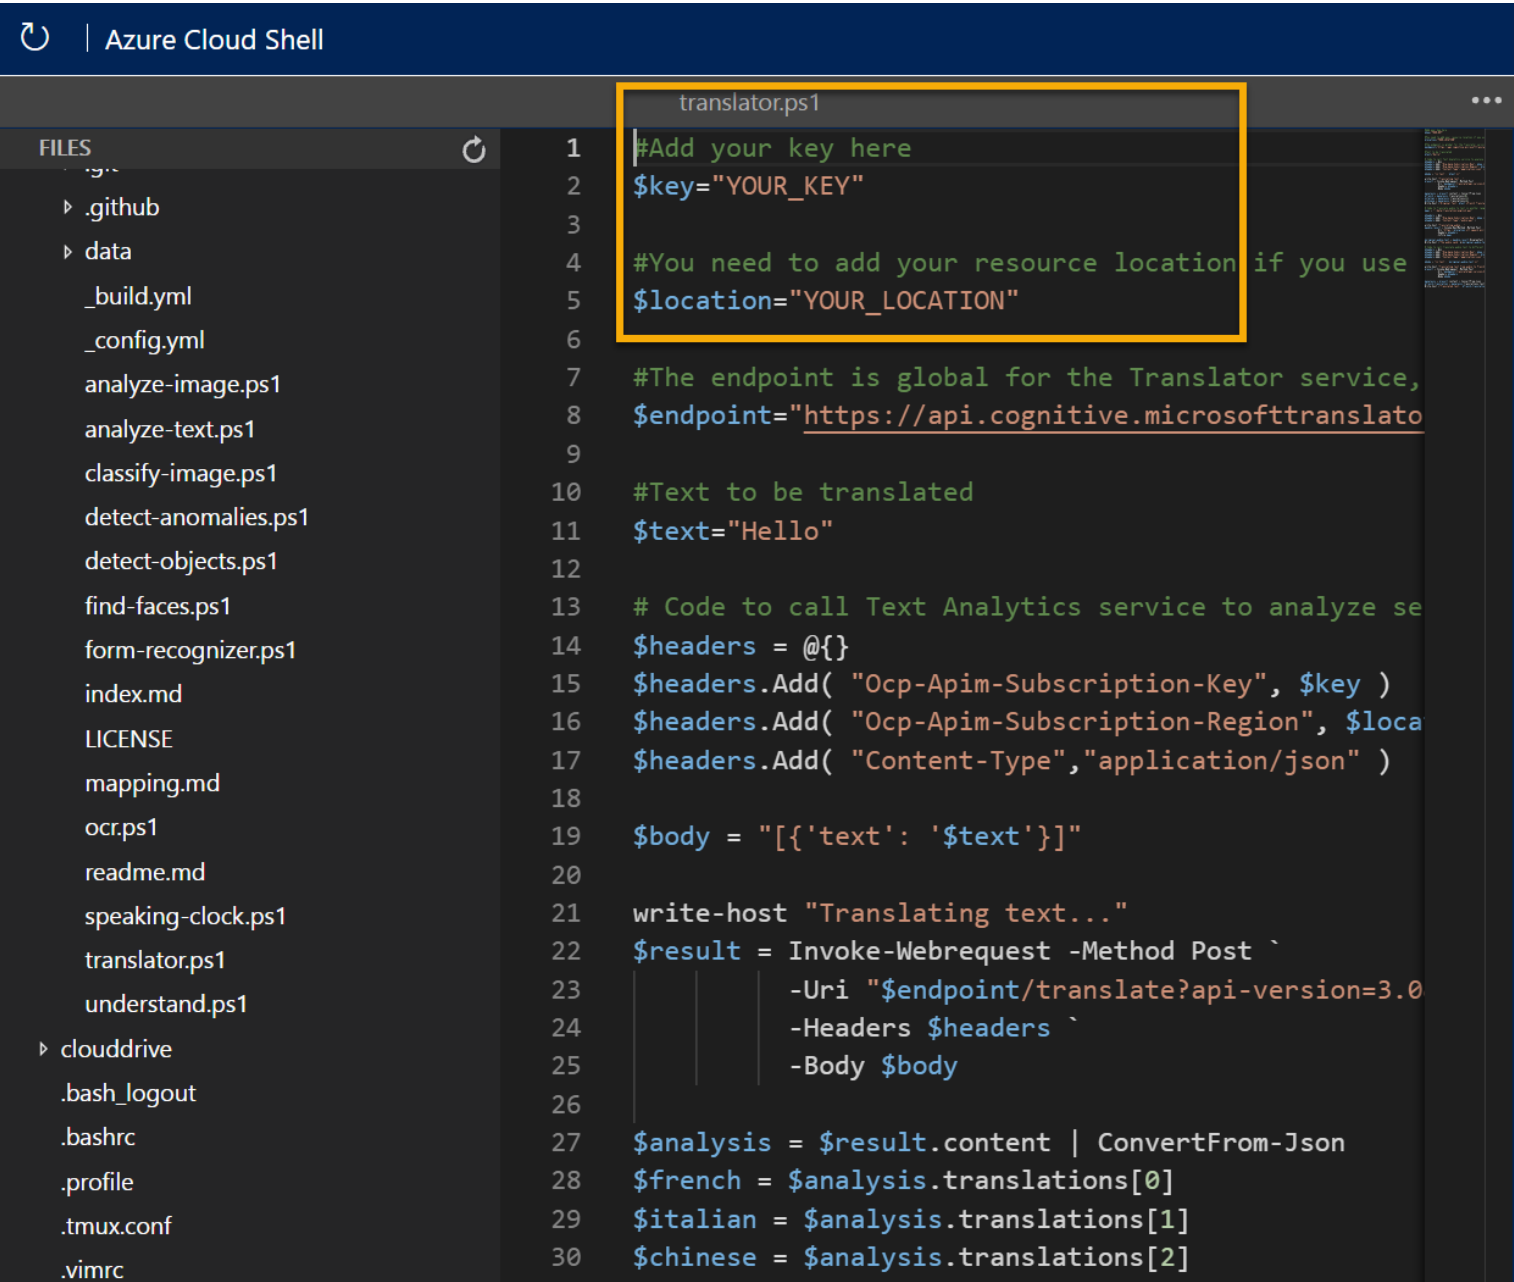 Azure Cloud Shell
translator.ps1
FILES
.github
data
_build.yml
_config.yml
analyze-image.ps1
analyze-text.ps1
classify-image.ps1
detect-anomalies.ps1
detect-objects.ps1
find-faces.ps1
form-recognizer.ps1
index.md
LICENSE
mapping.md
ocr.ps1
readme.md
speaking-clock.ps1
translator.ps1
understand.ps1
clouddrive
.bash_logout
.bashrc
.profile
.tmux.conf
.vimrc
1 #Add your key here
2 $key="YOUR_KEY"
3
4 #You need to add your resource location if you use
5 $location="YOUR_LOCATION"
6
7 #The endpoint is global for the Translator service,
8 $endpoint="https://api.cognitive.microsofttranslato
9
10 #Text to be translated
11 $text="Hello"
12
13 # Code to call Text Analytics service to analyze se
14 $headers = @{}
15 $headers.Add( "Ocp-Apim-Subscription-Key", $key )
16 $headers.Add( "Ocp-Apim-Subscription-Region", $loca
17 $headers.Add( "Content-Type","application/json" )
18
19 $body = "[{'text': '$text'}]"
20
21 write-host "Translating text..."
22 $result = Invoke-Webrequest -Method Post `
23 -Uri "$endpoint/translate?api-version=3.0
24 -Headers $headers `
25 -Body $body
26
27 $analysis = $result.content | ConvertFrom-Json
28 $french = $analysis.translations[0]
29 $italian = $analysis.translations[1]
30 $chinese = $analysis.translations[2]